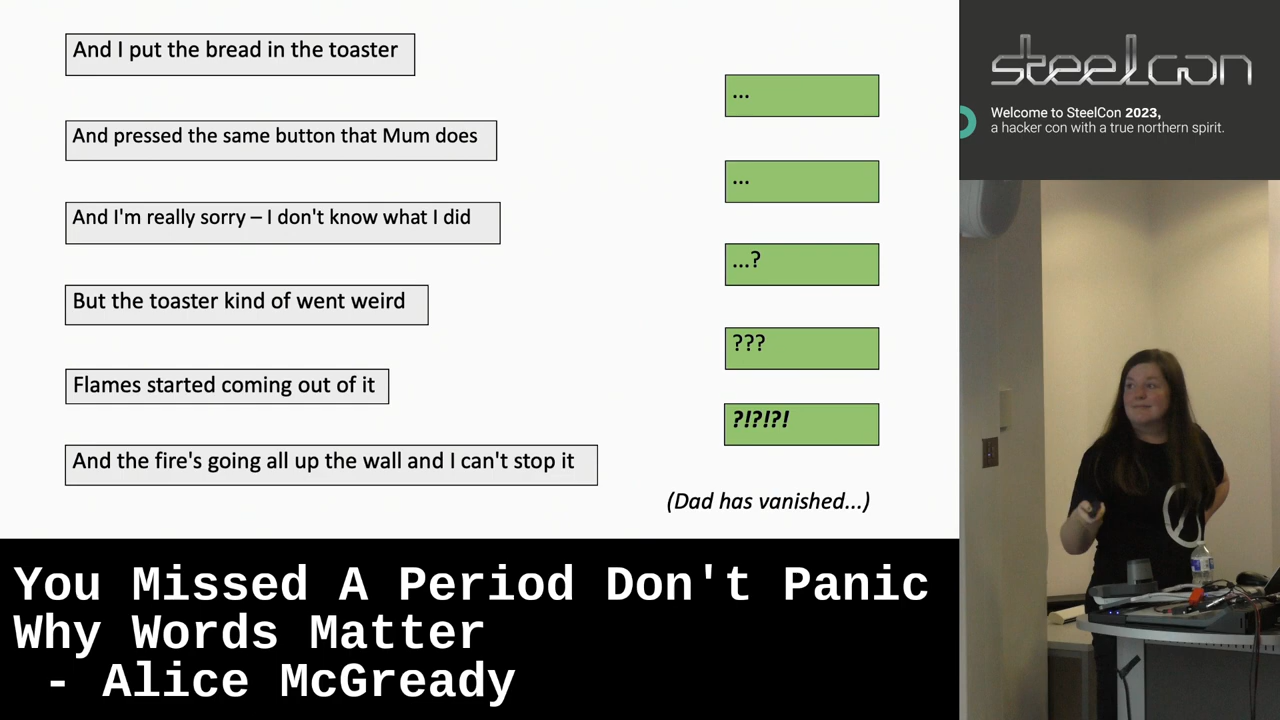 And I put the bread in the toaster
...
And pressed the same button that Mum does
...
And I'm really sorry – I don't know what I did
...?
But the toaster kind of went weird
???
Flames started coming out of it
?!?!?!
And the fire's going all up the wall and I can't stop it
(Dad has vanished...)
steelcon
Welcome to SteelCon 2023,
a hacker con with a true northern spirit.
You Missed A Period Don't Panic
Why Words Matter
- Alice McGready